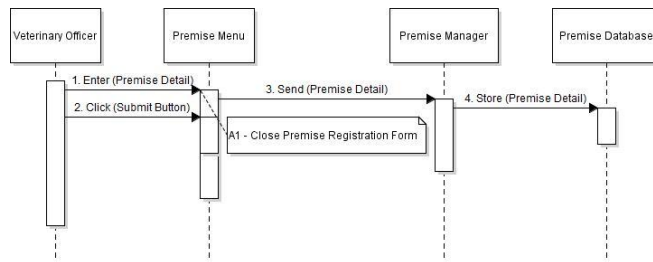 Veterinary Officer
Premise Menu
Premise Manager
Premise Database
1. Enter (Premise Detail)
3. Send (Premise Detail)
4. Store (Premise Detail)
2. Click (Submit Button)
A1 - Close Premise Registration Form